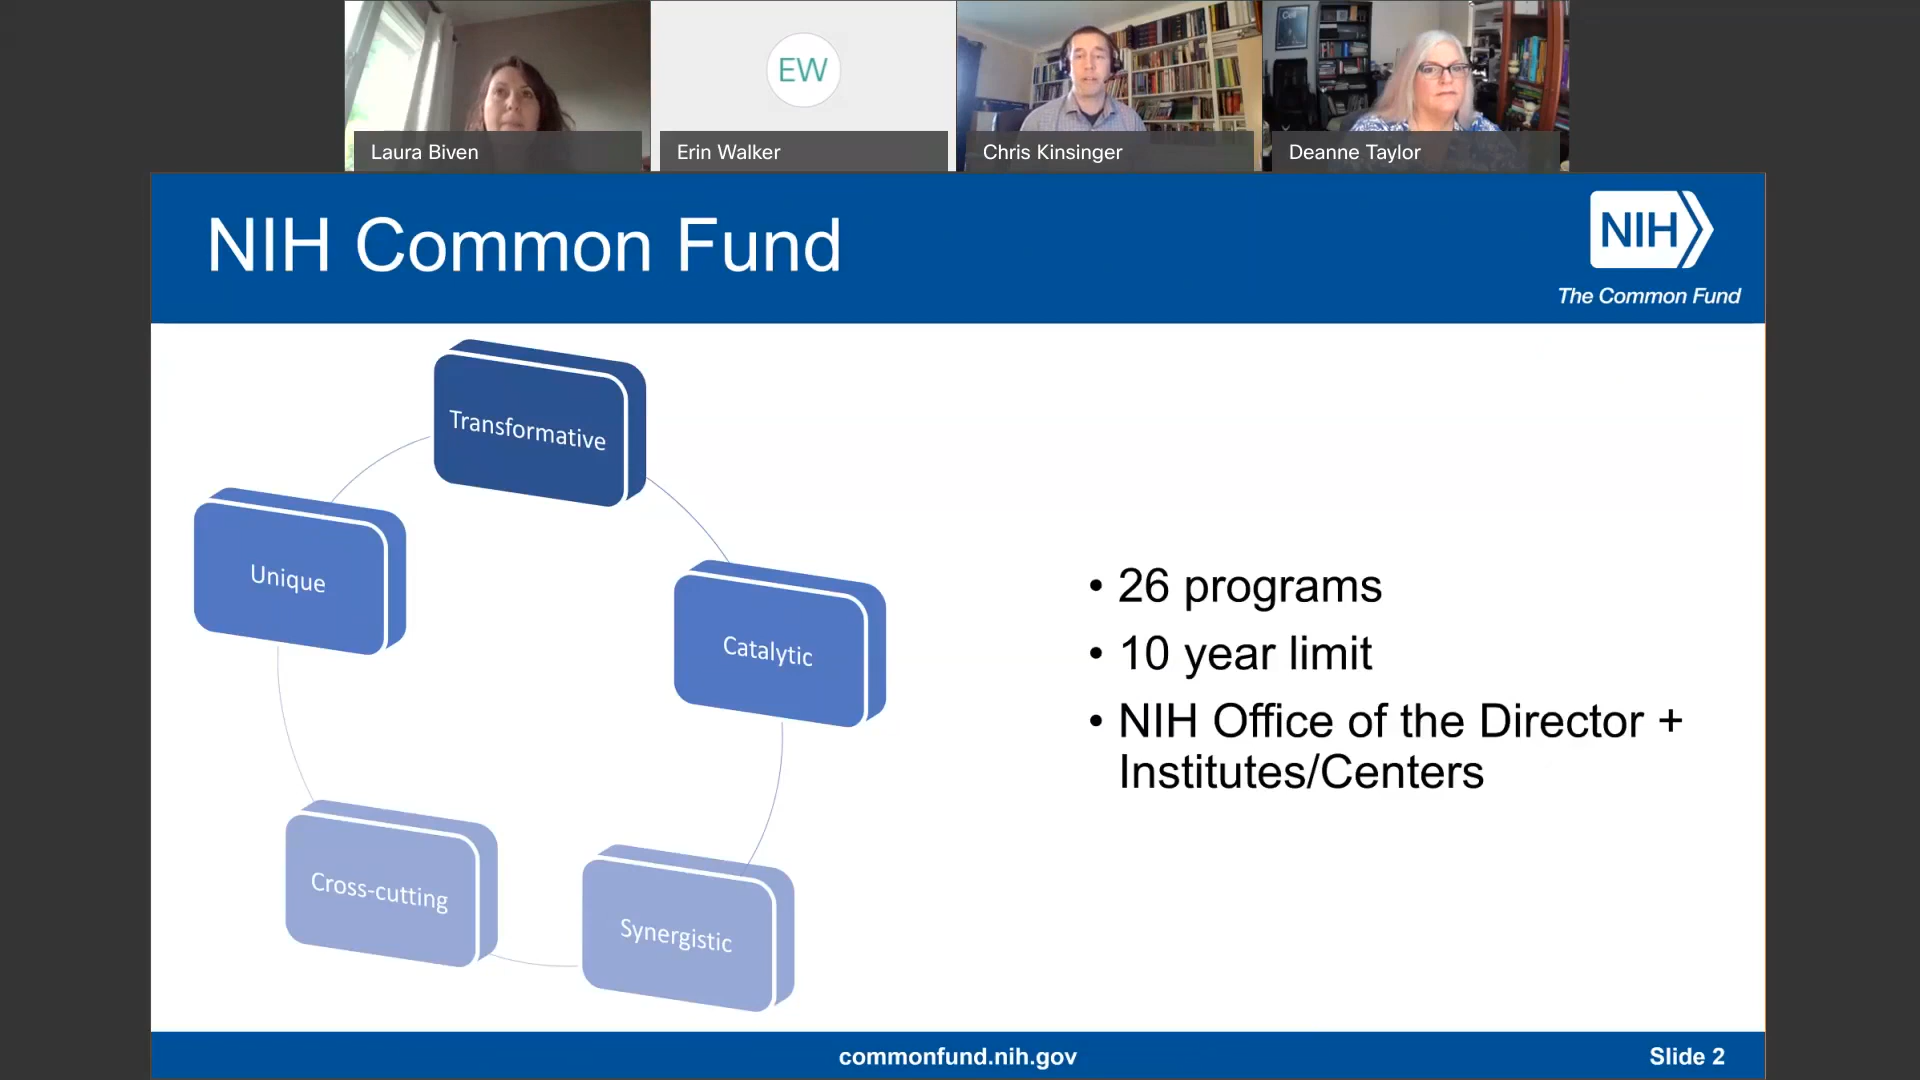 Laura Biven
EW
Erin Walker
Chris Kinsinger
Cell
Deanne Taylor
NIH Common Fund
NIH
The Common Fund
Transformative
Unique
Catalytic
Cross-cutting
Synergistic
• 26 programs
• 10 year limit
• NIH Office of the Director +
Institutes/Centers
commonfund.nih.gov
Slide 2